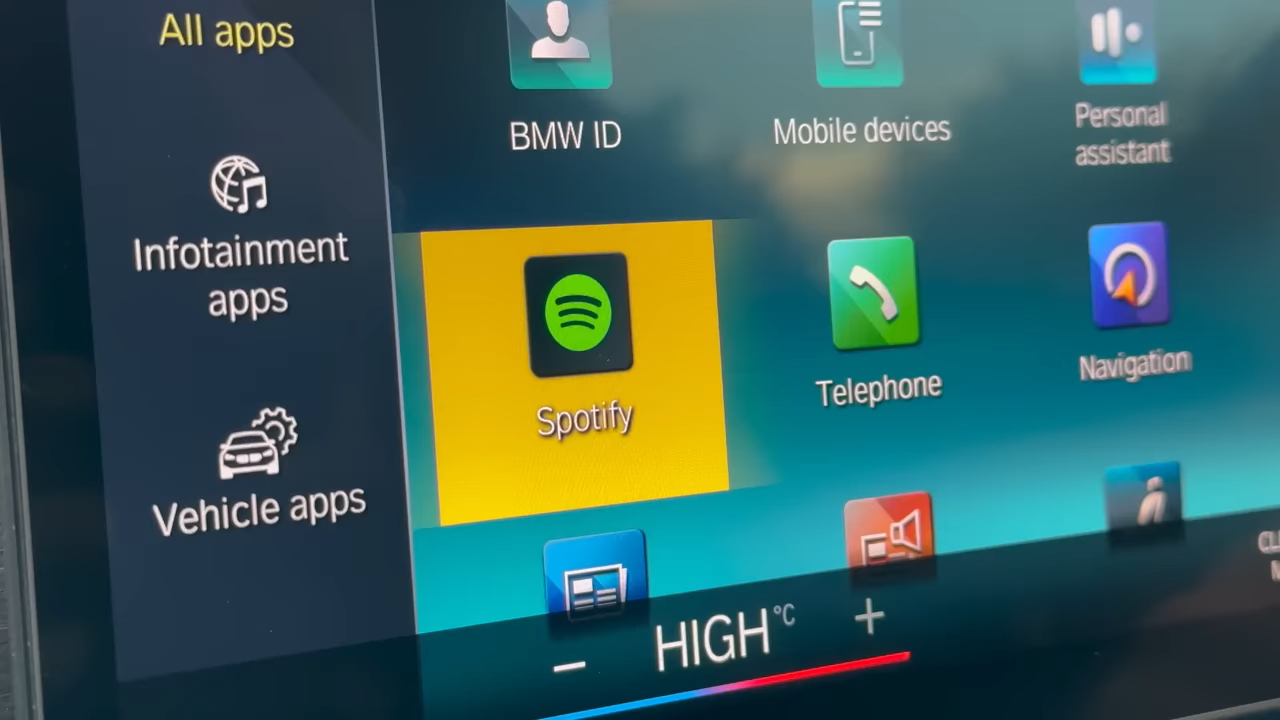 All apps
BMW ID
Mobile devices
Personal
assistant
Infotainment
apps
Spotify
Telephone
Navigation
Vehicle apps
− HIGH °C +